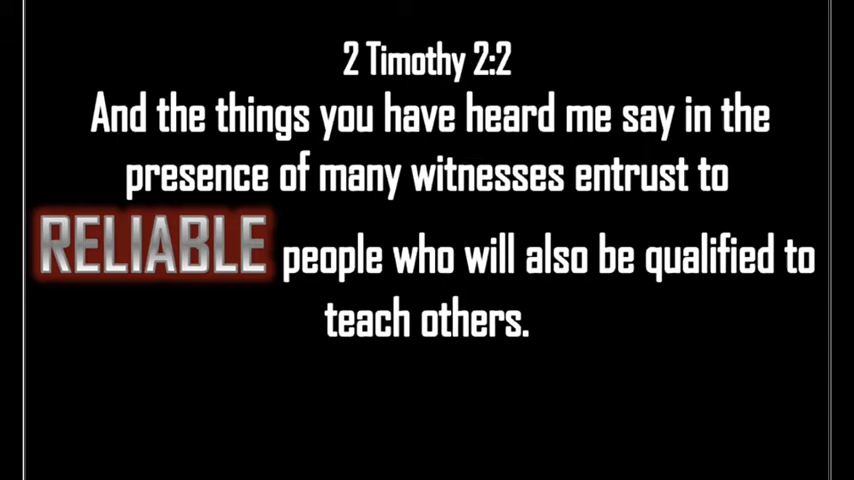 2 Timothy 2:2
And the things you have heard me say in the
presence of many witnesses entrust to
RELIABLE people who will also be qualified to
teach others.